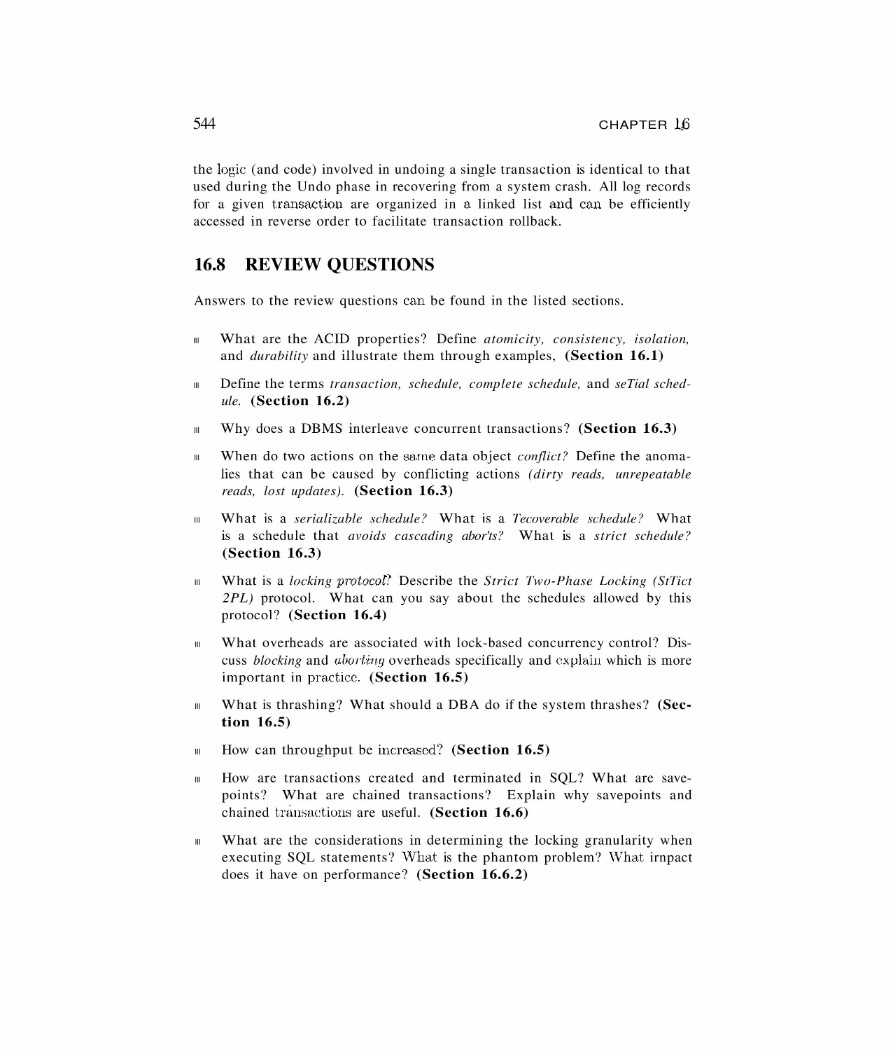 544 CHAPTER 16
the logic (and code) involved in undoing a single transaction is identical to that
used during the Undo phase in recovering from a system crash. All log records
for a given transaction are organized in a linked list and can be efficiently
accessed in reverse order to facilitate transaction rollback.
16.8 REVIEW QUESTIONS
Answers to the review questions can be found in the listed sections.
What are the ACID properties? Define atomicity, consistency, isolation,
and durability and illustrate them through examples, (Section 16.1)
Define the terms transaction, schedule, complete schedule, and seTial sched-
ule. (Section 16.2)
Why does a DBMS interleave concurrent transactions? (Section 16.3)
When do two actions on the same data object conflict? Define the anoma-
lies that can be caused by conflicting actions (dirty reads, unrepeatable
reads, lost updates). (Section 16.3)
What is a serializable schedule? What is a Tecoverable schedule? What
is a schedule that avoids cascading abor'ts? What is a strict schedule?
(Section 16.3)
What is a locking protocol? Describe the Strict Two-Phase Locking (StTict
2PL) protocol. What can you say about the schedules allowed by this
protocol? (Section 16.4)
What overheads are associated with lock-based concurrency control? Dis-
cuss blocking and aborting overheads specifically and explain which is more
important in practice. (Section 16.5)
What is thrashing? What should a DBA do if the system thrashes? (Sec-
tion 16.5)
How can throughput be increased? (Section 16.5)
How are transactions created and terminated in SQL? What are save-
points? What are chained transactions? Explain why savepoints and
chained transactions are useful. (Section 16.6)
What are the considerations in determining the locking granularity when
executing SQL statements? What is the phantom problem? What irnpact
does it have on performance? (Section 16.6.2)